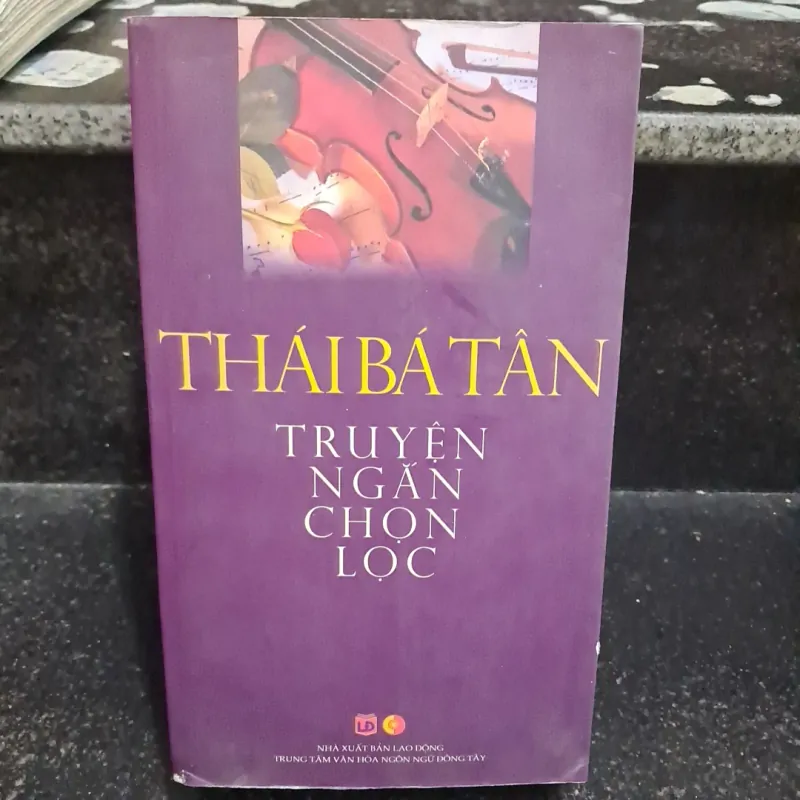 THÁI BÁ TÂN
TRUYỆN
NGẮN
CHỌN
LỌC
LĐ
NHÀ XUẤT BẢN LAO ĐỘNG
TRUNG TÂM VĂN HÓA NGÔN NGỮ ĐÔNG TÂY